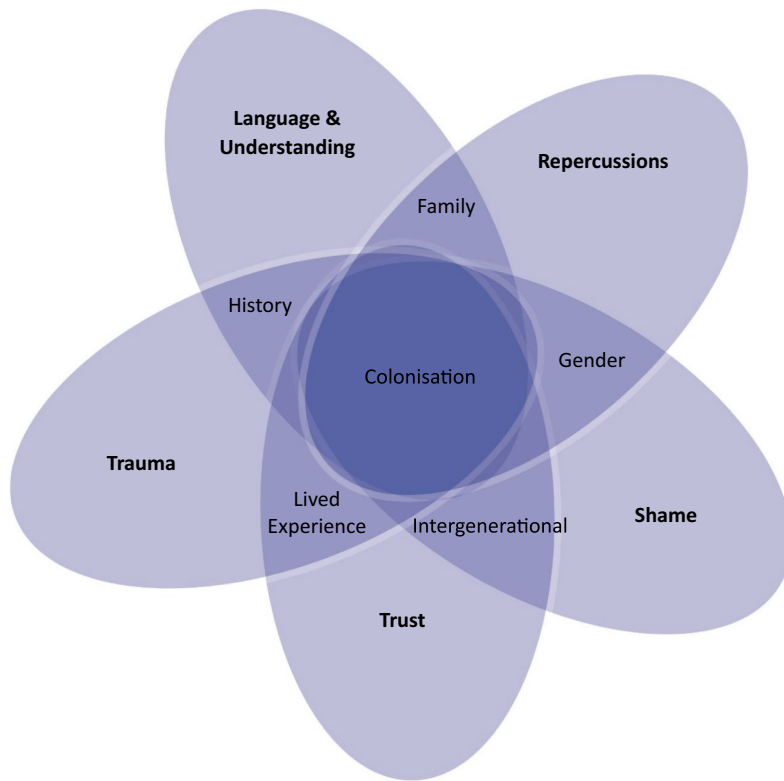 Language &
Understanding
Repercussions
Family
History
Gender
Colonisation
Trauma
Lived
Experience
Intergenerational
Shame
Trust